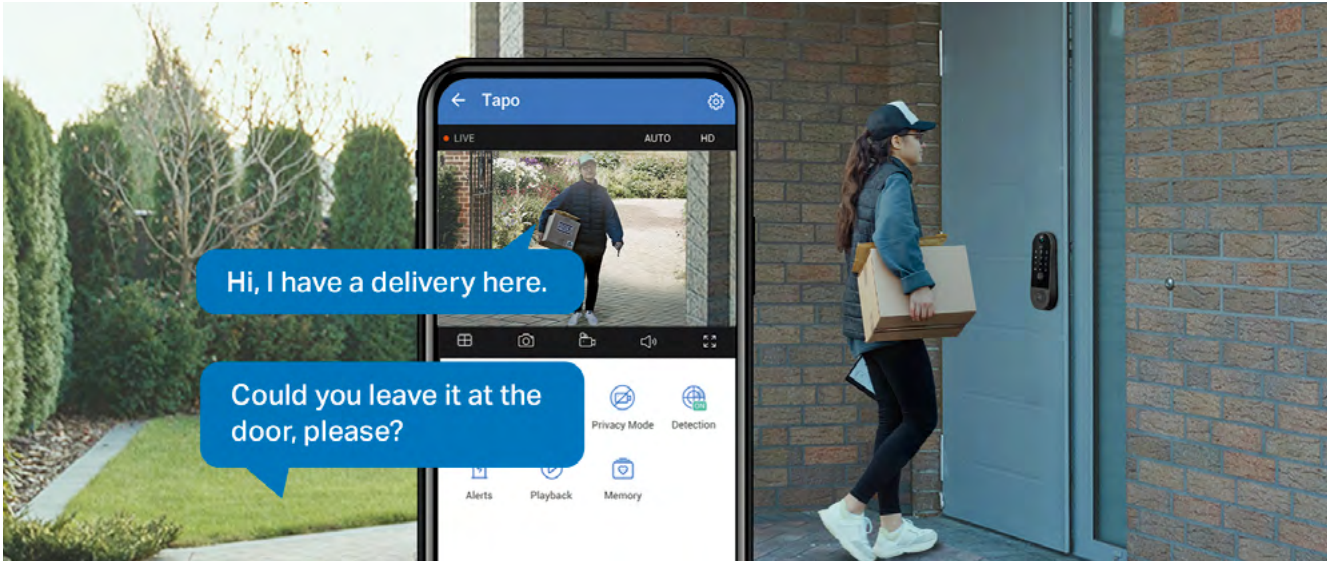 Tapo
LIVE
AUTO
HD
Hi, I have a delivery here.
Could you leave it at the
door, please?
Privacy Mode
Detection
ON
Alerts
Playback
Memory